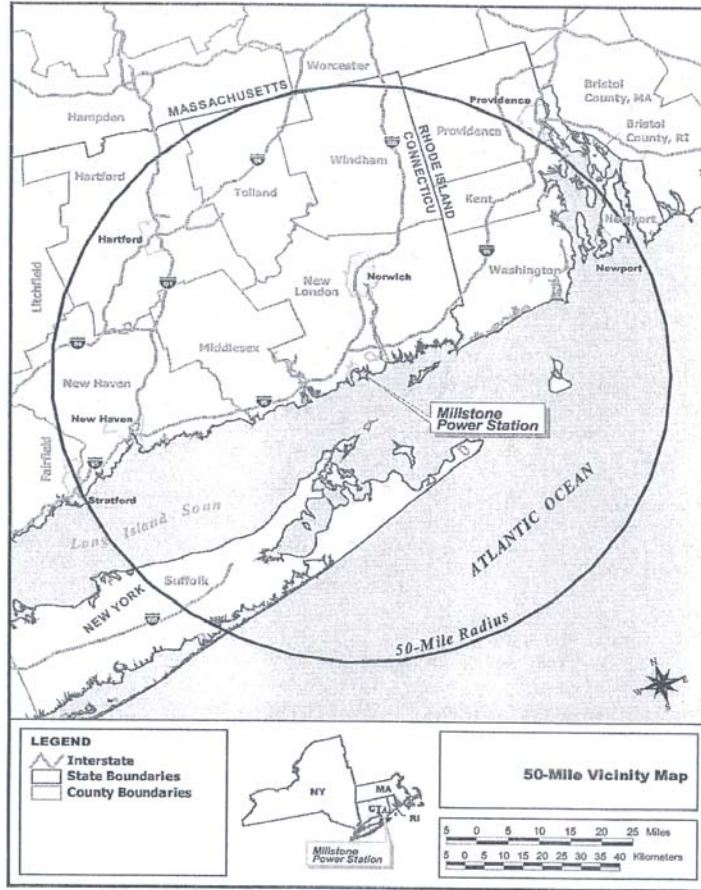 Worcester
MASSACHUSETTS
Bristol
County, MA
Hampden
Providence
Providence
Bristol
County, RI
RHODE ISLAND
CONNECTICU
Windham
Hartford
Tolland
Kent
Newport
Hartford
Litchfield
New
London
Norwich
Washington
Newport
Middlesex
New Haven
New Haven
Millstone
Power Station
Fairfield
Stratford
Long Island Soun
ATLANTIC OCEAN
Suffolk
NEW YORK
50-Mile Radius
N
E
S
W
LEGEND
Interstate
State Boundaries
County Boundaries
NY
MA
CT
RI
Millstone
Power Station
50-Mile Vicinity Map
5 0 5 10 15 20 25 Miles
5 0 5 10 15 20 25 30 35 40 Kilometers